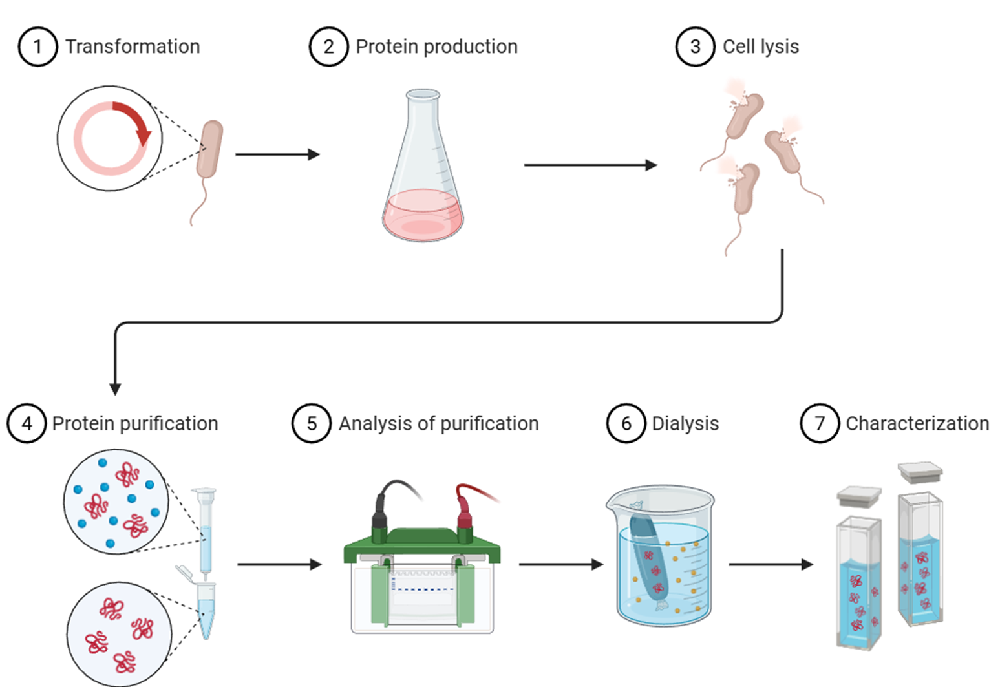 1 Transformation
2 Protein production
3 Cell lysis
4 Protein purification
5 Analysis of purification
6 Dialysis
7 Characterization